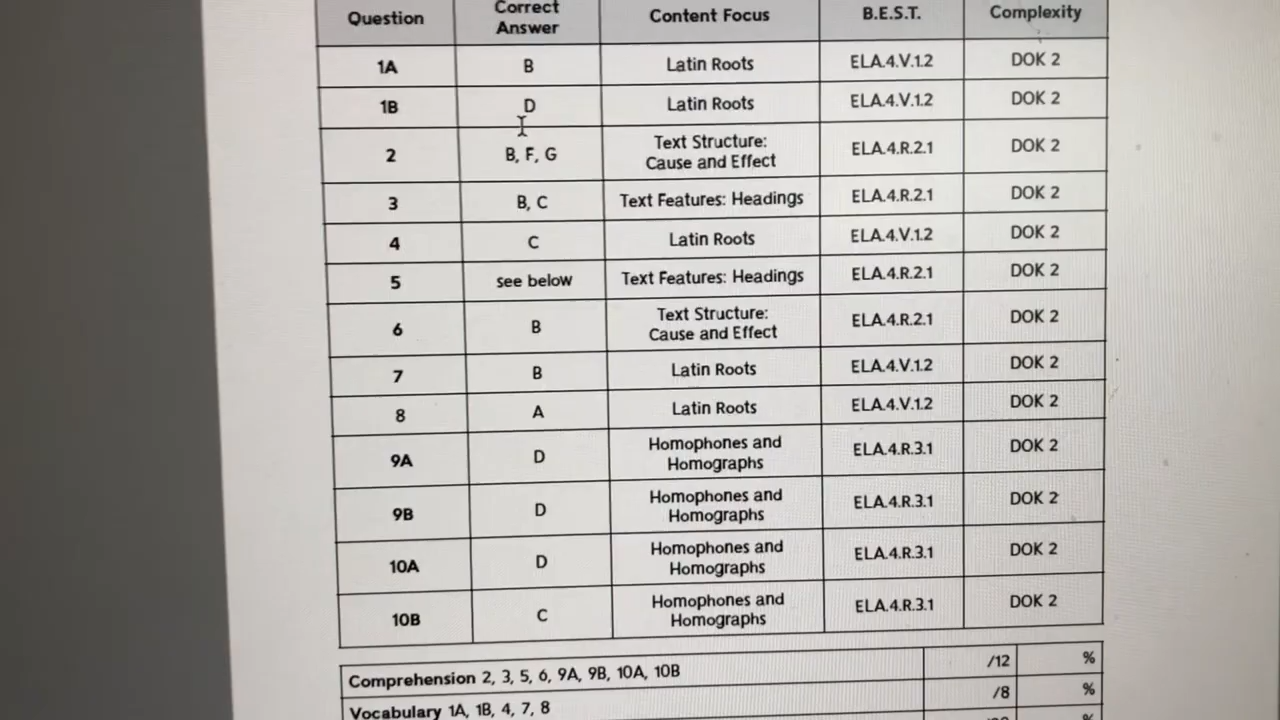 Question Correct Answer Content Focus B.E.S.T. Complexity
1A B Latin Roots ELA.4.V.1.2 DOK 2
1B D Latin Roots ELA.4.V.1.2 DOK 2
2 B, F, G Text Structure: Cause and Effect ELA.4.R.2.1 DOK 2
3 B, C Text Features: Headings ELA.4.R.2.1 DOK 2
4 C Latin Roots ELA.4.V.1.2 DOK 2
5 see below Text Features: Headings ELA.4.R.2.1 DOK 2
6 B Text Structure: Cause and Effect ELA.4.R.2.1 DOK 2
7 B Latin Roots ELA.4.V.1.2 DOK 2
8 A Latin Roots ELA.4.V.1.2 DOK 2
9A D Homophones and Homographs ELA.4.R.3.1 DOK 2
9B D Homophones and Homographs ELA.4.R.3.1 DOK 2
10A D Homophones and Homographs ELA.4.R.3.1 DOK 2
10B C Homophones and Homographs ELA.4.R.3.1 DOK 2
Comprehension 2, 3, 5, 6, 9A, 9B, 10A, 10B /12 %
Vocabulary 1A, 1B, 4, 7, 8 /8 %